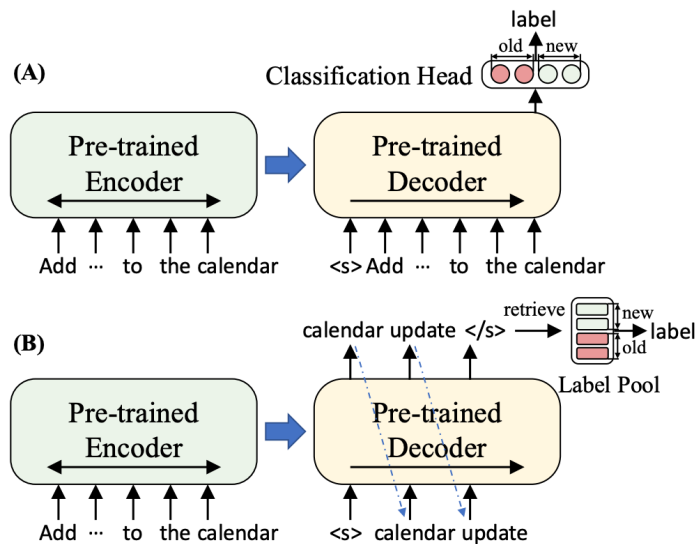 label
old new
(A)
Classification Head
Pre-trained
Encoder
Pre-trained
Decoder
Add ... to the calendar
<s> Add ... to the calendar
(B)
calendar update </s>
retrieve
new
old
label
Label Pool
Pre-trained
Encoder
Pre-trained
Decoder
Add ... to the calendar
<s> calendar update